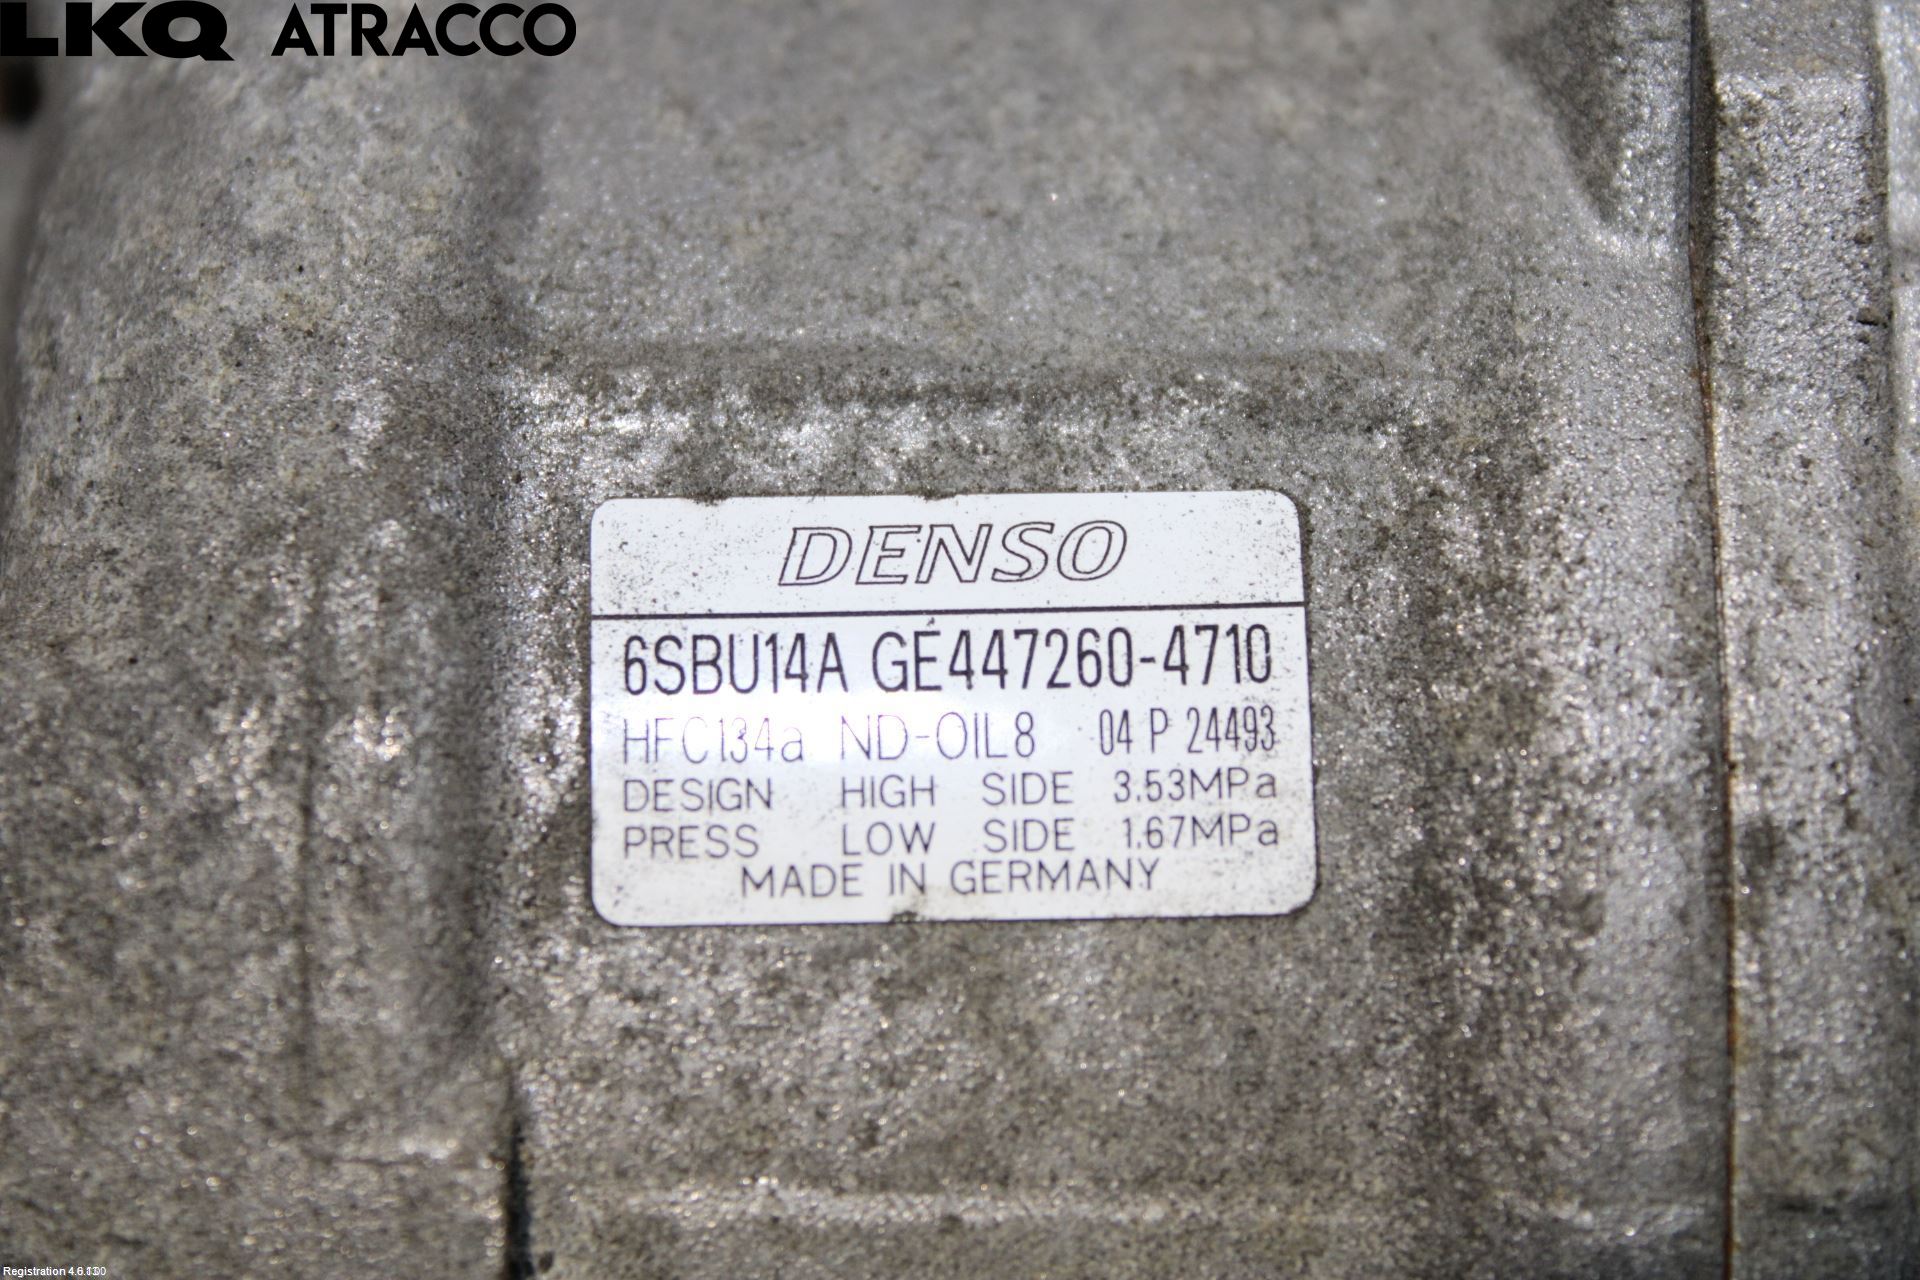 LKQ ATRACCO
DENSO
6SBU14A GE447260-4710
HFC134a ND-OIL8 04 P 24493
DESIGN HIGH SIDE 3.53MPa
PRESS LOW SIDE 1.67MPa
MADE IN GERMANY
Registration